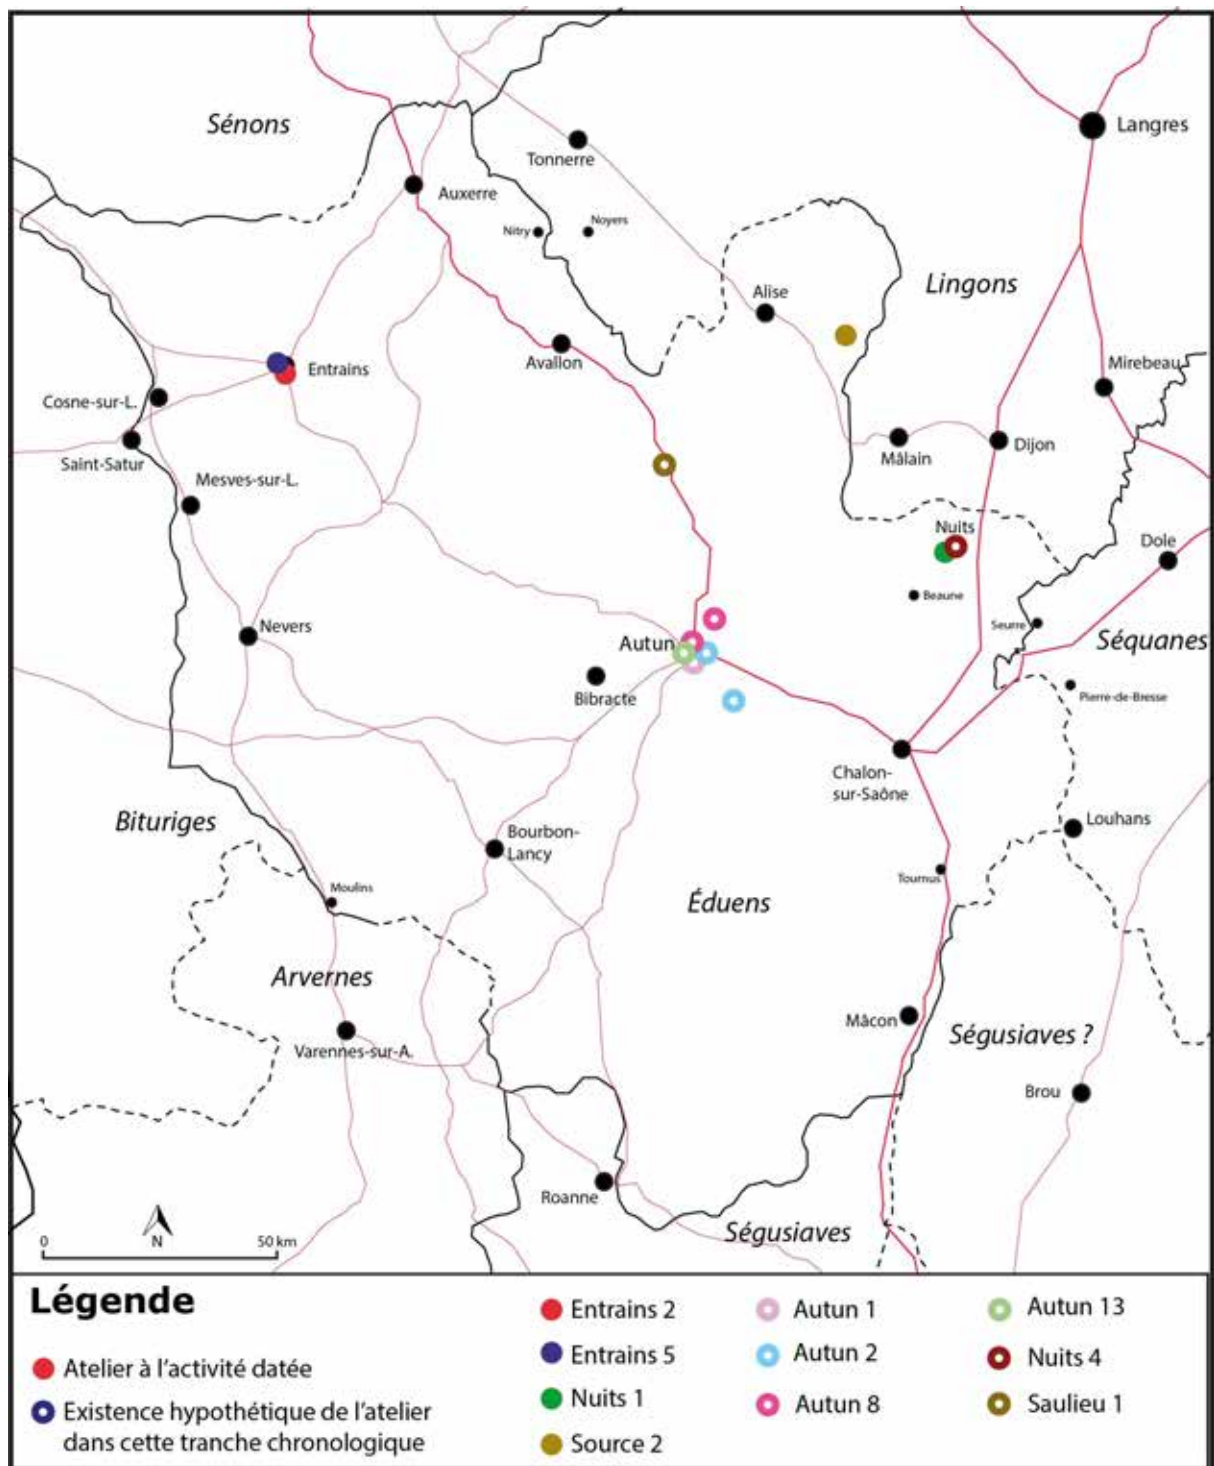 Sénons
Langres
Tonnerre
Auxerre
Nitry
Noyers
Alise
Lingons
Avallon
Mirebeau
Entrains
Cosne-sur-L.
Saint-Satur
Mâlain
Dijon
Mesves-sur-L.
Nuits
Dole
Beaune
Nevers
Seurre
Autun
Séquanes
Bibracte
Pierre-de-Bresse
Chalon-
sur-Saône
Bituriges
Bourbon-
Lancy
Louhans
Moulins
Tournus
Éduens
Arvernes
Mâcon
Ségusiaves ?
Varennes-sur-A.
Brou
Roanne
Ségusiaves
0
50 km
N
Légende
Atelier à l'activité datée
Existence hypothétique de l'atelier
dans cette tranche chronologique
Entrains 2
Entrains 5
Nuits 1
Source 2
Autun 1
Autun 2
Autun 8
Autun 13
Nuits 4
Saulieu 1